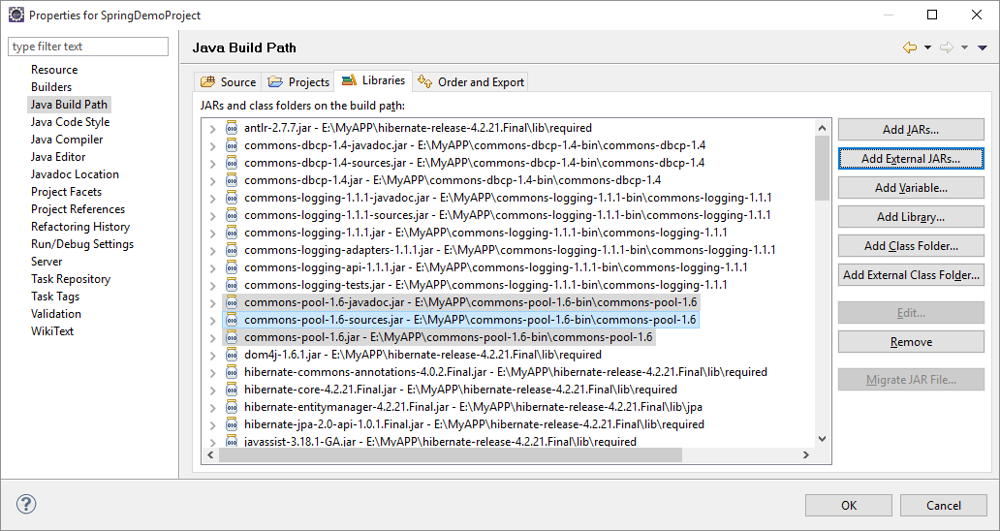 Properties for SpringDemoProject
type filter text
Resource
Builders
Java Build Path
Java Code Style
Java Compiler
Java Editor
Javadoc Location
Project Facets
Project References
Refactoring History
Run/Debug Settings
Server
Task Repository
Task Tags
Validation
WikiText
Java Build Path
Source Projects Libraries Order and Export
JARs and class folders on the build path:
antlr-2.7.7.jar - E:\MyAPP\hibernate-release-4.2.21.Final\lib\required
commons-dbcp-1.4-javadoc.jar - E:\MyAPP\commons-dbcp-1.4-bin\commons-dbcp-1.4
commons-dbcp-1.4-sources.jar - E:\MyAPP\commons-dbcp-1.4-bin\commons-dbcp-1.4
commons-dbcp-1.4.jar - E:\MyAPP\commons-dbcp-1.4-bin\commons-dbcp-1.4
commons-logging-1.1.1-javadoc.jar - E:\MyAPP\commons-logging-1.1.1-bin\commons-logging-1.1.1
commons-logging-1.1.1-sources.jar - E:\MyAPP\commons-logging-1.1.1-bin\commons-logging-1.1.1
commons-logging-1.1.1.jar - E:\MyAPP\commons-logging-1.1.1-bin\commons-logging-1.1.1
commons-logging-adapters-1.1.1.jar - E:\MyAPP\commons-logging-1.1.1-bin\commons-logging-1.1.1
commons-logging-api-1.1.1.jar - E:\MyAPP\commons-logging-1.1.1-bin\commons-logging-1.1.1
commons-logging-tests.jar - E:\MyAPP\commons-logging-1.1.1-bin\commons-logging-1.1.1
commons-pool-1.6-javadoc.jar - E:\MyAPP\commons-pool-1.6-bin\commons-pool-1.6
commons-pool-1.6-sources.jar - E:\MyAPP\commons-pool-1.6-bin\commons-pool-1.6
commons-pool-1.6.jar - E:\MyAPP\commons-pool-1.6-bin\commons-pool-1.6
dom4j-1.6.1.jar - E:\MyAPP\hibernate-release-4.2.21.Final\lib\required
hibernate-commons-annotations-4.0.2.Final.jar - E:\MyAPP\hibernate-release-4.2.21.Final\lib\required
hibernate-core-4.2.21.Final.jar - E:\MyAPP\hibernate-release-4.2.21.Final\lib\required
hibernate-entitymanager-4.2.21.Final.jar - E:\MyAPP\hibernate-release-4.2.21.Final\lib\jpa
hibernate-jpa-2.0-api-1.0.1.Final.jar - E:\MyAPP\hibernate-release-4.2.21.Final\lib\required
javassist-3.18.1-GA.jar - E:\MyAPP\hibernate-release-4.2.21.Final\lib\required
Add JARs...
Add External JARs...
Add Variable...
Add Library...
Add Class Folder...
Add External Class Folder...
Edit...
Remove
Migrate JAR File...
?
OK
Cancel